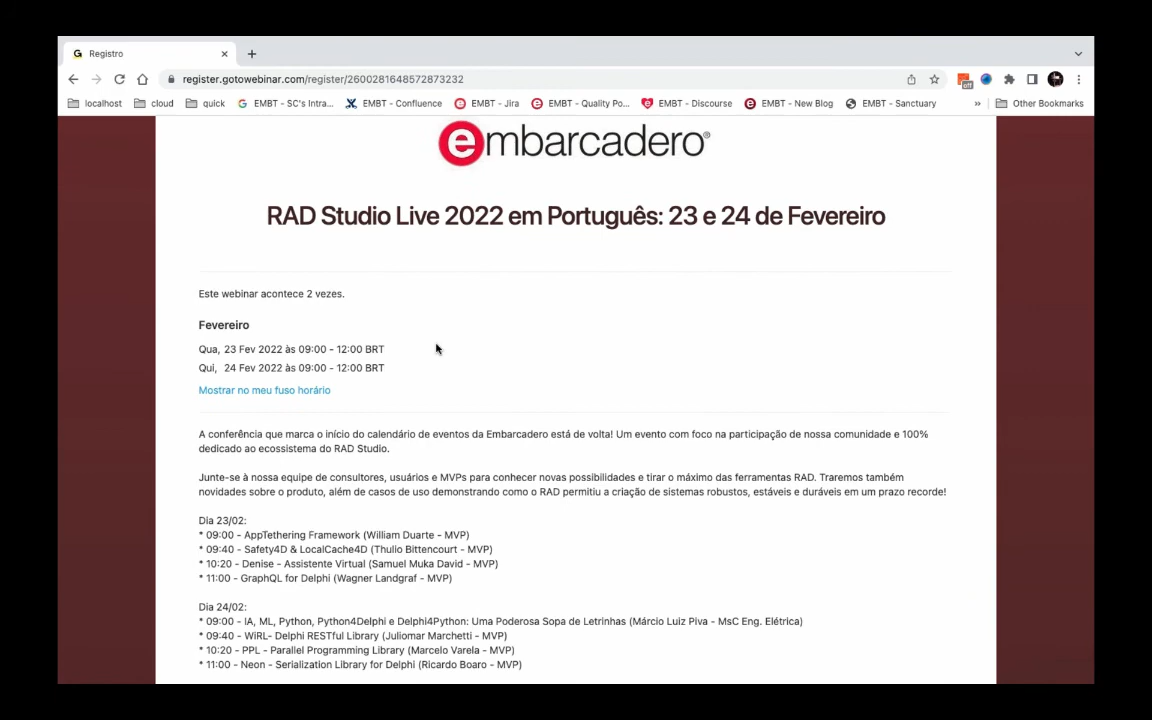 Registro
register.gotowebinar.com/register/2600281648572873232
off
localhost
cloud
quick
EMBT - SC's Intra...
EMBT - Confluence
EMBT - Jira
EMBT - Quality Po...
EMBT - Discourse
EMBT - New Blog
EMBT - Sanctuary
»
Other Bookmarks
embarcadero®
RAD Studio Live 2022 em Português: 23 e 24 de Fevereiro
Este webinar acontece 2 vezes.
Fevereiro
Qua, 23 Fev 2022 às 09:00 - 12:00 BRT
Qui, 24 Fev 2022 às 09:00 - 12:00 BRT
Mostrar no meu fuso horário
A conferência que marca o início do calendário de eventos da Embarcadero está de volta! Um evento com foco na participação de nossa comunidade e 100%
dedicado ao ecossistema do RAD Studio.
Junte-se à nossa equipe de consultores, usuários e MVPs para conhecer novas possibilidades e tirar o máximo das ferramentas RAD. Traremos também
novidades sobre o produto, além de casos de uso demonstrando como o RAD permitiu a criação de sistemas robustos, estáveis e duráveis em um prazo recorde!
Dia 23/02:
* 09:00 - AppTethering Framework (William Duarte - MVP)
* 09:40 - Safety4D & LocalCache4D (Thulio Bittencourt - MVP)
* 10:20 - Denise - Assistente Virtual (Samuel Muka David - MVP)
* 11:00 - GraphQL for Delphi (Wagner Landgraf - MVP)
Dia 24/02:
* 09:00 - IA, ML, Python, Python4Delphi e Delphi4Python: Uma Poderosa Sopa de Letrinhas (Márcio Luiz Piva - MsC Eng. Elétrica)
* 09:40 - WiRL- Delphi RESTful Library (Juliomar Marchetti - MVP)
* 10:20 - PPL - Parallel Programming Library (Marcelo Varela - MVP)
* 11:00 - Neon - Serialization Library for Delphi (Ricardo Boaro - MVP)